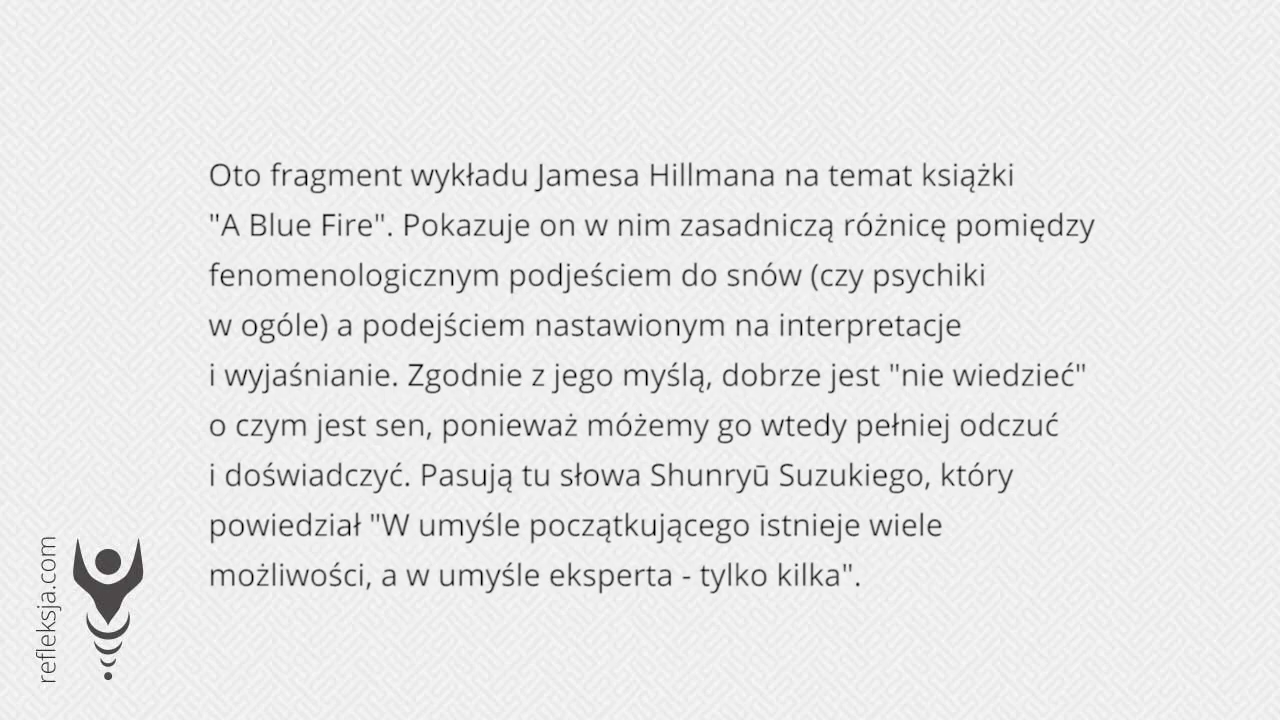 Oto fragment wykładu Jamesa Hillmana na temat książki
"A Blue Fire". Pokazuje on w nim zasadniczą różnicę pomiędzy
fenomenologicznym podjeściem do snów (czy psychiki
w ogóle) a podejściem nastawionym na interpretacje
i wyjaśnianie. Zgodnie z jego myślą, dobrze jest "nie wiedzieć"
o czym jest sen, ponieważ móżemy go wtedy pełniej odczuć
i doświadczyć. Pasują tu słowa Shunryū Suzukiego, który
powiedział "W umyśle początkującego istnieje wiele
możliwości, a w umyśle eksperta - tylko kilka".
refleksja.com